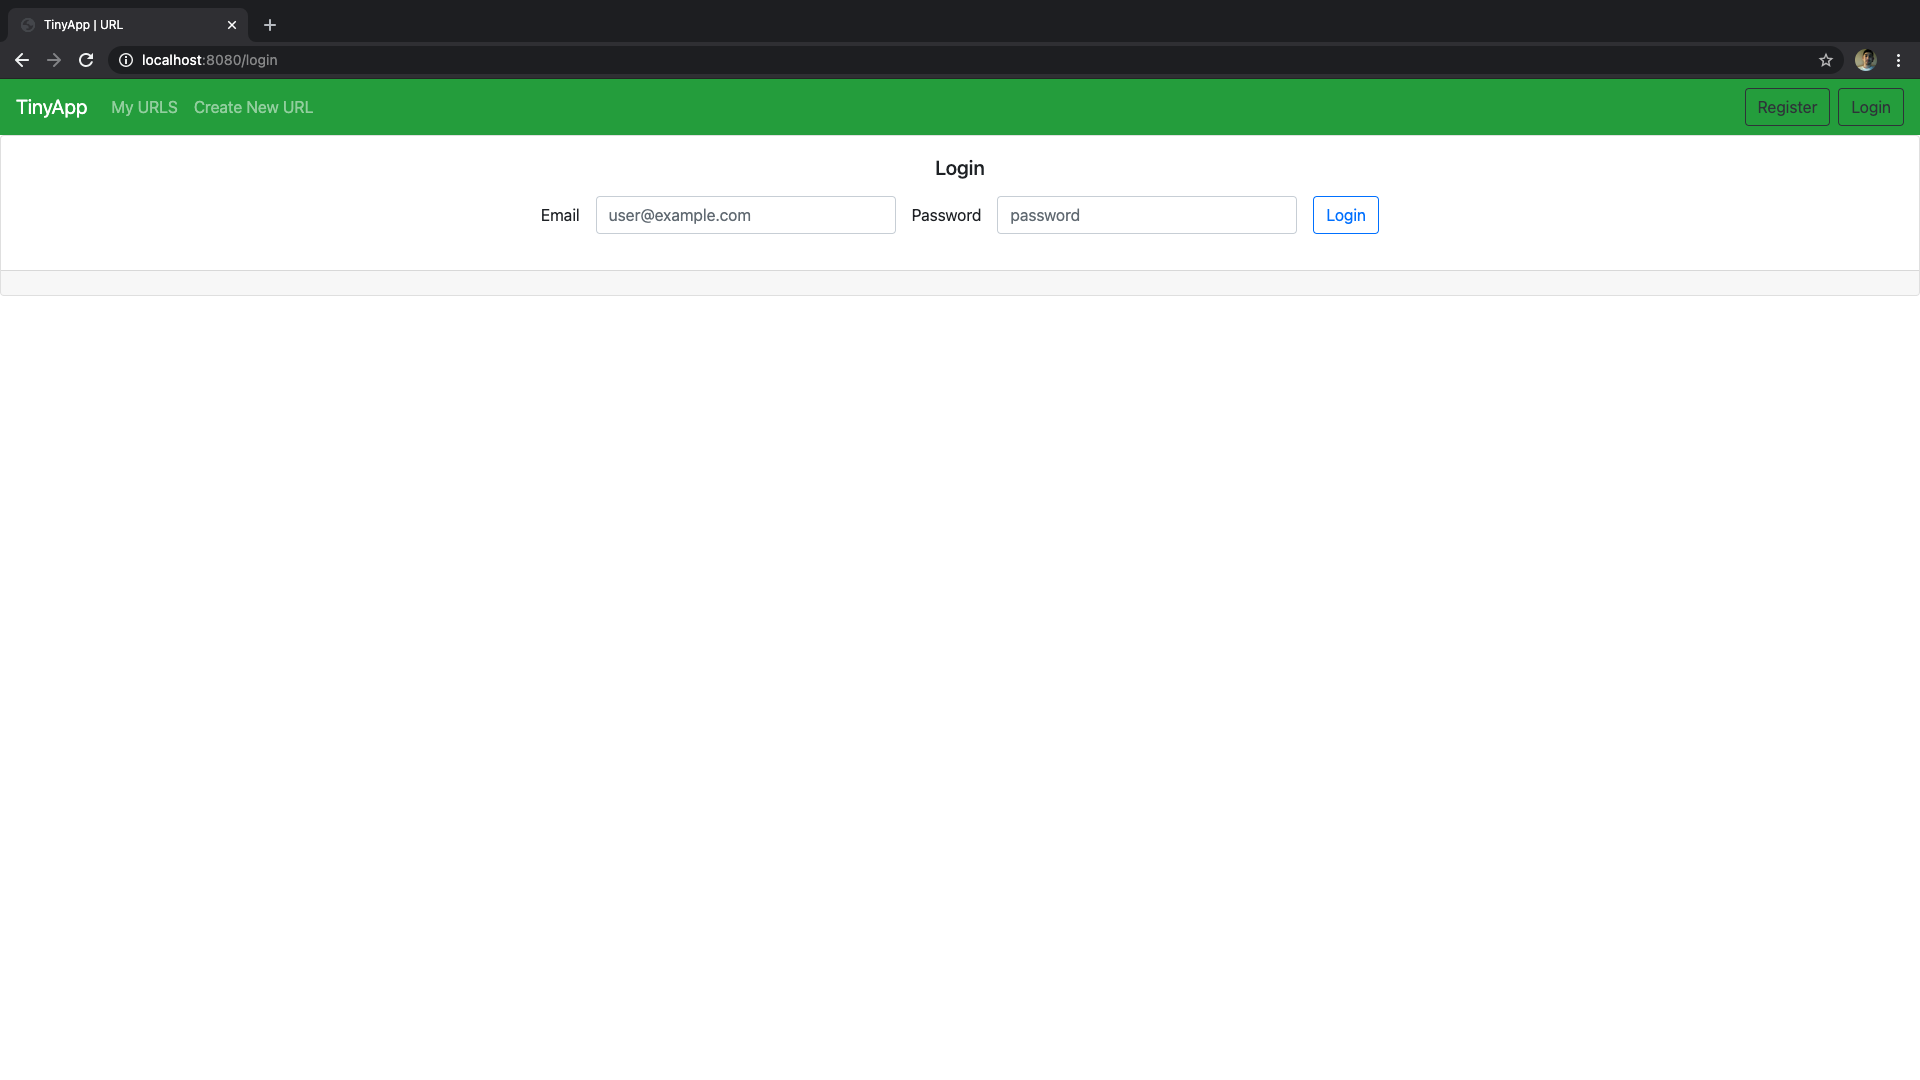 TinyApp | URL
localhost:8080/login
TinyApp My URLS Create New URL Register Login
Login
Email user@example.com Password password Login